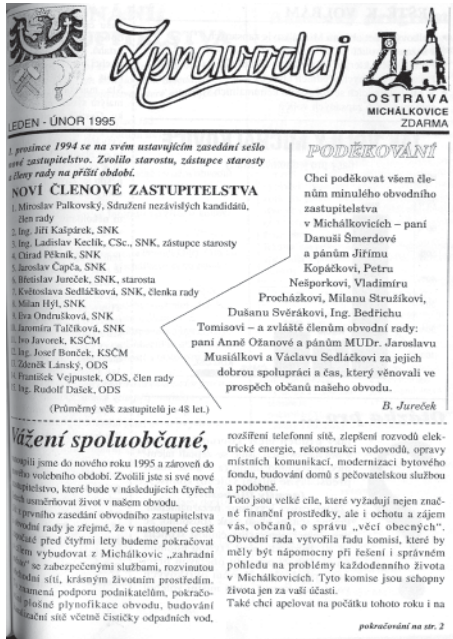 Zpravodaj
OSTRAVA
MICHÁLKOVICE
ZDARMA
LEDEN - ÚNOR 1995
prosince 1994 se na svém ustavujícím zasedání sešlo
nové zastupitelstvo. Zvolilo starostu, zástupce starosty
a členy rady na příští období.
NOVÍ ČLENOVÉ ZASTUPITELSTVA
1. Miroslav Palkovský, Sdružení nezávislých kandidátů,
člen rady
2. Ing. Jiří Kašpárek, SNK
3. Ing. Ladislav Keclík, CSc., SNK, zástupce starosty
4. Ctirad Pěkník, SNK
5. Jaroslav Čapča, SNK
6. Břetislav Jureček, SNK, starosta
7. Květoslava Sedláčková, SNK, členka rady
8. Milan Hýl, SNK
9. Eva Ondrušková, SNK
Jaromíra Talčíková, SNK
Ivo Javorek, KSČM
Ing. Josef Bonček, KSČM
Zdeněk Lánský, ODS
František Vejpustek, ODS, člen rady
Ing. Rudolf Dašek, ODS
(Průměrný věk zastupitelů je 48 let.)
PODĚKOVÁNÍ
Chci poděkovat všem čle-
nům minulého obvodního
zastupitelstva
v Michálkovicích – paní
Danuši Šmerdové
a pánům Jiřímu
Kopáčkovi, Petru
Nešporkovi, Vladimíru
Procházkovi, Milanu Stružíkovi,
Dušanu Svěrákovi, Ing. Bedřichu
Tomisovi – a zvláště členům obvodní rady:
paní Anně Ožanové a pánům MUDr. Jaroslavu
Musiálkovi a Václavu Sedláčkovi za jejich
dobrou spolupráci a čas, který věnovali ve
prospěch občanů našeho obvodu.
B. Jureček
Vážení spoluobčané,
jsme do nového roku 1995 a zároveň do
volebního období. Zvolili jste si své nové
které bude v následujících čtyřech
usměrňovat život v našem obvodu.
prvního zasedání obvodního zastupitelstva
rady je zřejmé, že v nastoupené cestě
před čtyřmi lety budeme pokračovat
vybudovat z Michálkovic „zahradní
se zabezpečenými službami, rozvinutou
sítí, krásným životním prostředím.
podporu podnikatelům, pokračo-
plošné plynofikace obvodu, budování
sítě včetně čističky odpadních vod,
rozšíření telefonní sítě, zlepšení rozvodů elek-
trické energie, rekonstrukci vodovodů, opravy
místních komunikací, modernizaci bytového
fondu, budování domů s pečovatelskou službou
a podobně.
Toto jsou velké cíle, které vyžadují nejen znač-
né finanční prostředky, ale i ochotu a zájem
vás, občanů, o správu „věcí obecných“.
Obvodní rada vytvořila řadu komisí, které by
měly být nápomocny při řešení i správném
pohledu na problémy každodenního života
v Michálkovicích. Tyto komise jsou schopny
života jen za vaší účasti.
Také chci apelovat na počátku tohoto roku i na
pokračování na str. 2